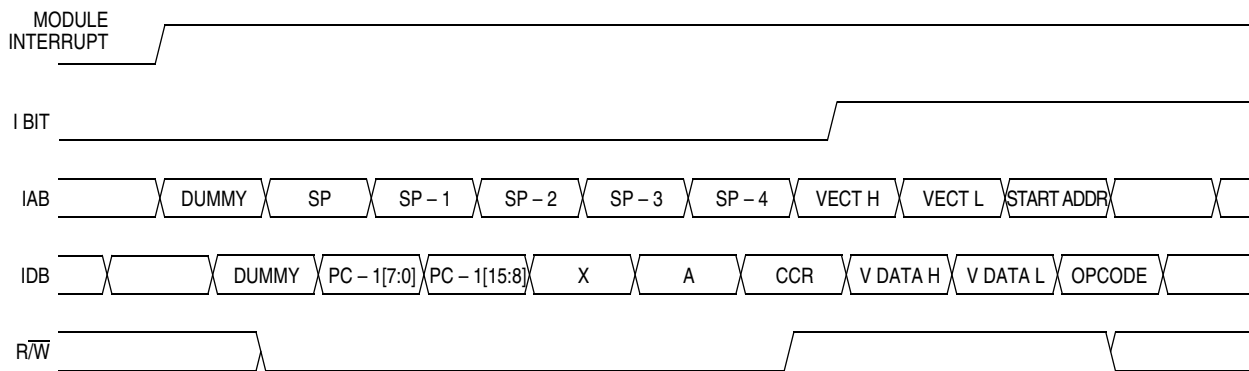 MODULE
INTERRUPT
I BIT
IAB DUMMY SP SP – 1 SP – 2 SP – 3 SP – 4 VECT H VECT L START ADDR
IDB DUMMY PC – 1[7:0] PC – 1[15:8] X A CCR V DATA H V DATA L OPCODE
R/W̅